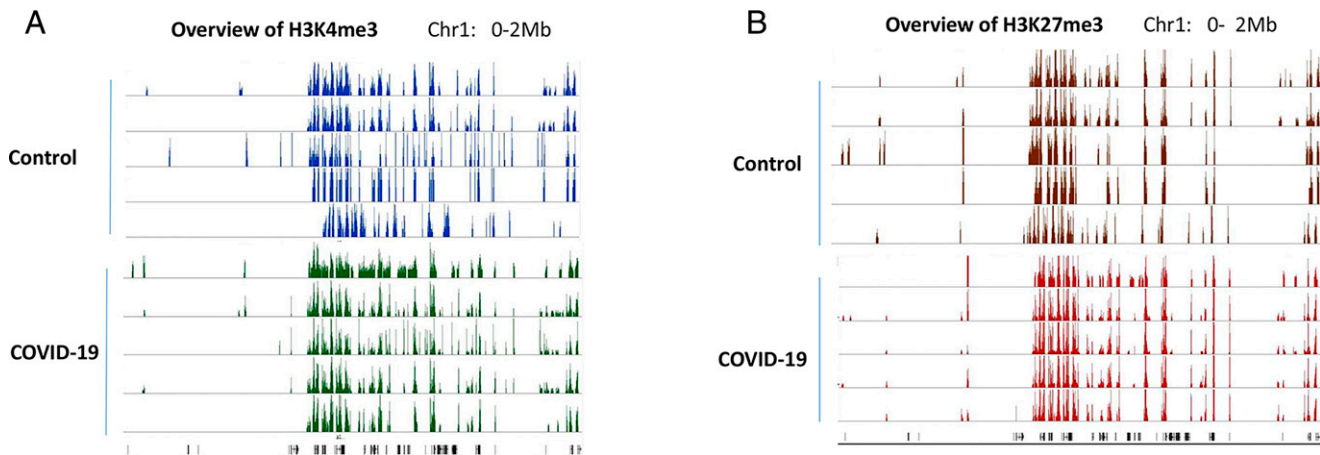 A
Overview of H3K4me3 Chr1: 0-2Mb
Control
COVID-19
B
Overview of H3K27me3 Chr1: 0- 2Mb
Control
COVID-19